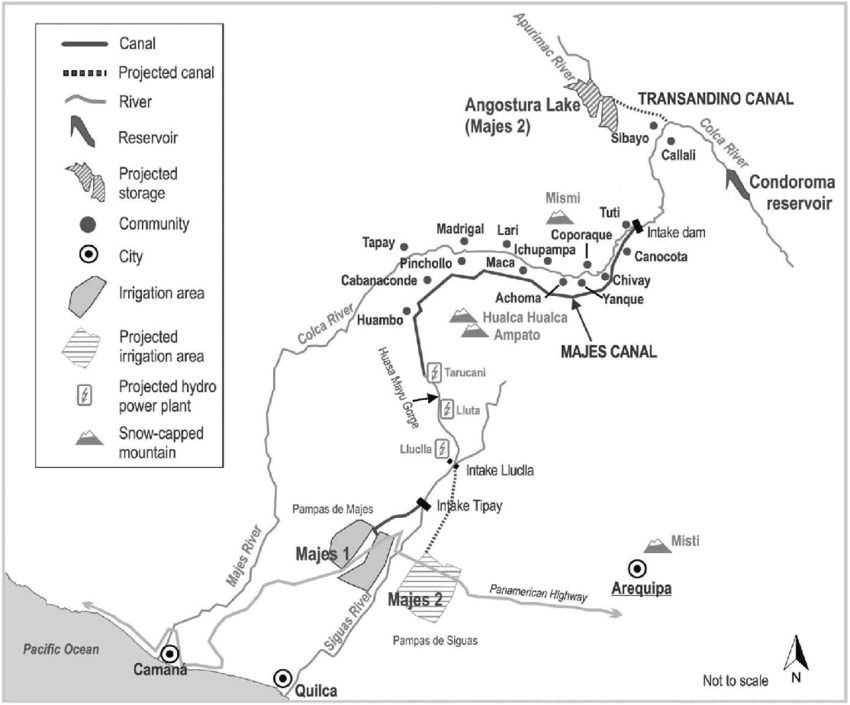 Canal
Projected canal
River
Reservoir
Projected
storage
Community
City
Irrigation area
Projected
irrigation area
Projected hydro
power plant
Snow-capped
mountain
Apurimac River
Angostura Lake
(Majes 2)
TRANSANDINO CANAL
Sibayo
Callali
Colca River
Condoroma
reservoir
Mismi
Tuti
Intake dam
Tapay
Madrigal
Lari
Ichupampa
Coporaque
Canocota
Pinchollo
Maca
Chivay
Cabanaconde
Achoma
Yanque
Huambo
Hualca Hualca
Ampato
MAJES CANAL
Colca River
Huasa Mayu Gorge
Tarucani
Lluta
Lluclla
Intake Lluclla
Intake Tipay
Pampas de Majes
Majes 1
Majes River
Misti
Arequipa
Majes 2
Panamerican Highway
Siguas River
Pampas de Siguas
Pacific Ocean
Camaná
Quilca
Not to scale
N